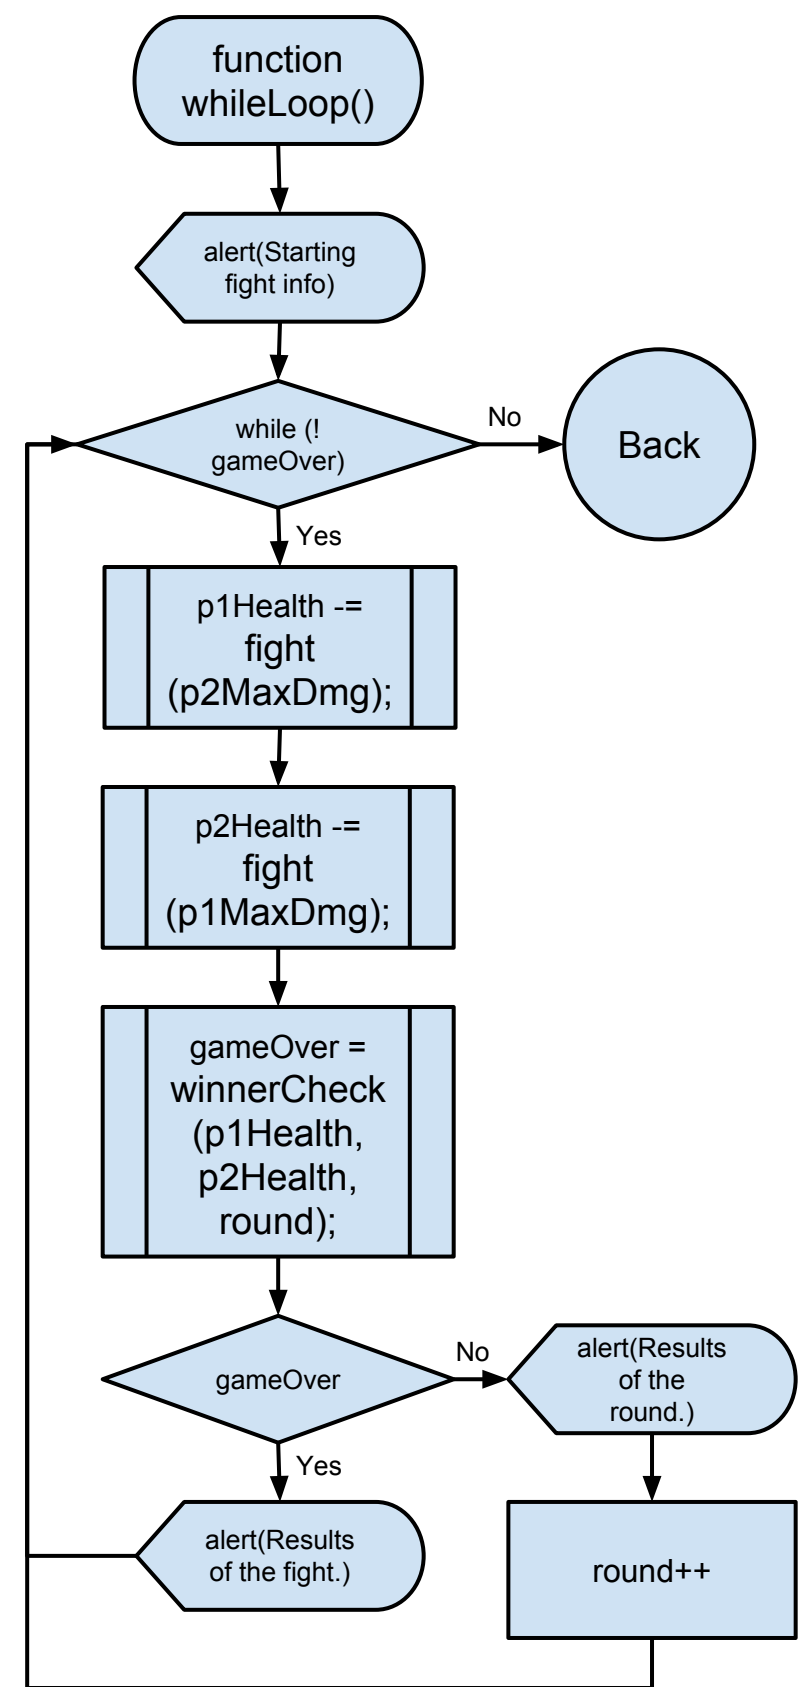 function
whileLoop()
alert(Starting
fight info)
while (!
gameOver)
No
Back
Yes
p1Health -=
fight
(p2MaxDmg);
p2Health -=
fight
(p1MaxDmg);
gameOver =
winnerCheck
(p1Health,
p2Health,
round);
gameOver
No
alert(Results
of the
round.)
Yes
alert(Results
of the fight.)
round++